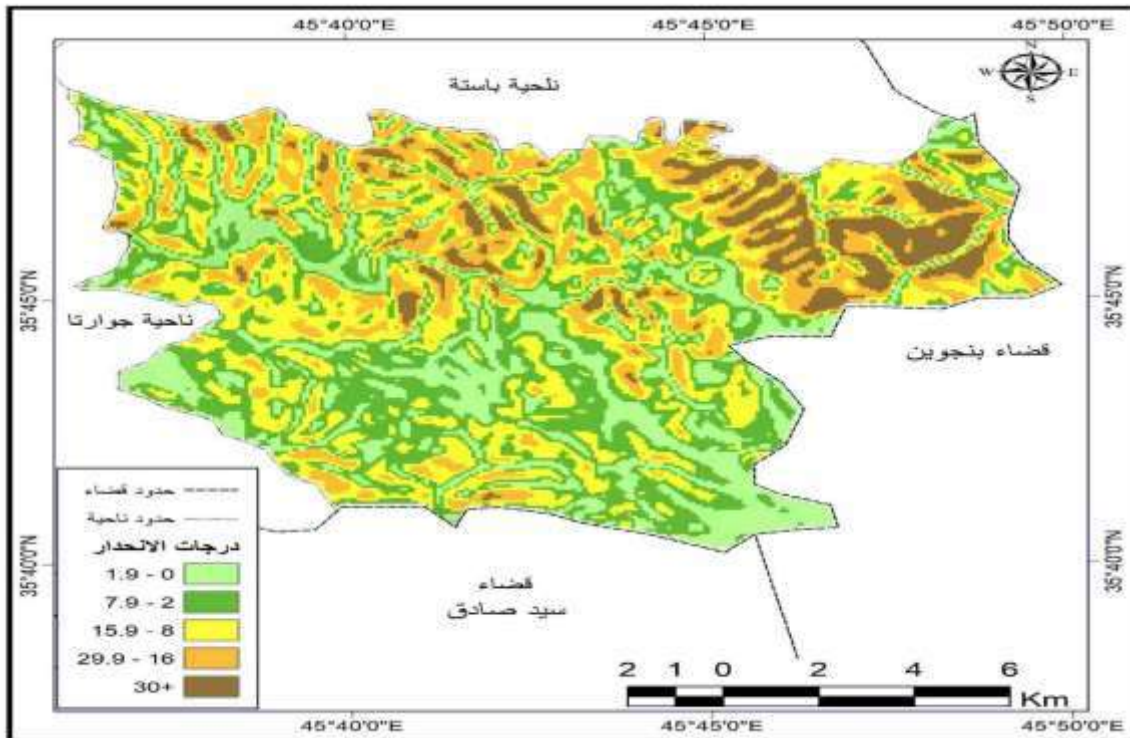 45°40'0"E
45°45'0"E
45°50'0"E
N
W
E
S
ناحية باستة
35°45'0"N
35°45'0"N
ناحية جوارتا
قضاء بنجوين
حدود قضاء
حدود ناحية
درجات الانحدار
1.9 - 0
7.9 - 2
15.9 - 8
29.9 - 16
30+
35°40'0"N
35°40'0"N
قضاء
سيد صادق
2 1 0 2 4 6
Km
45°40'0"E
45°45'0"E
45°50'0"E